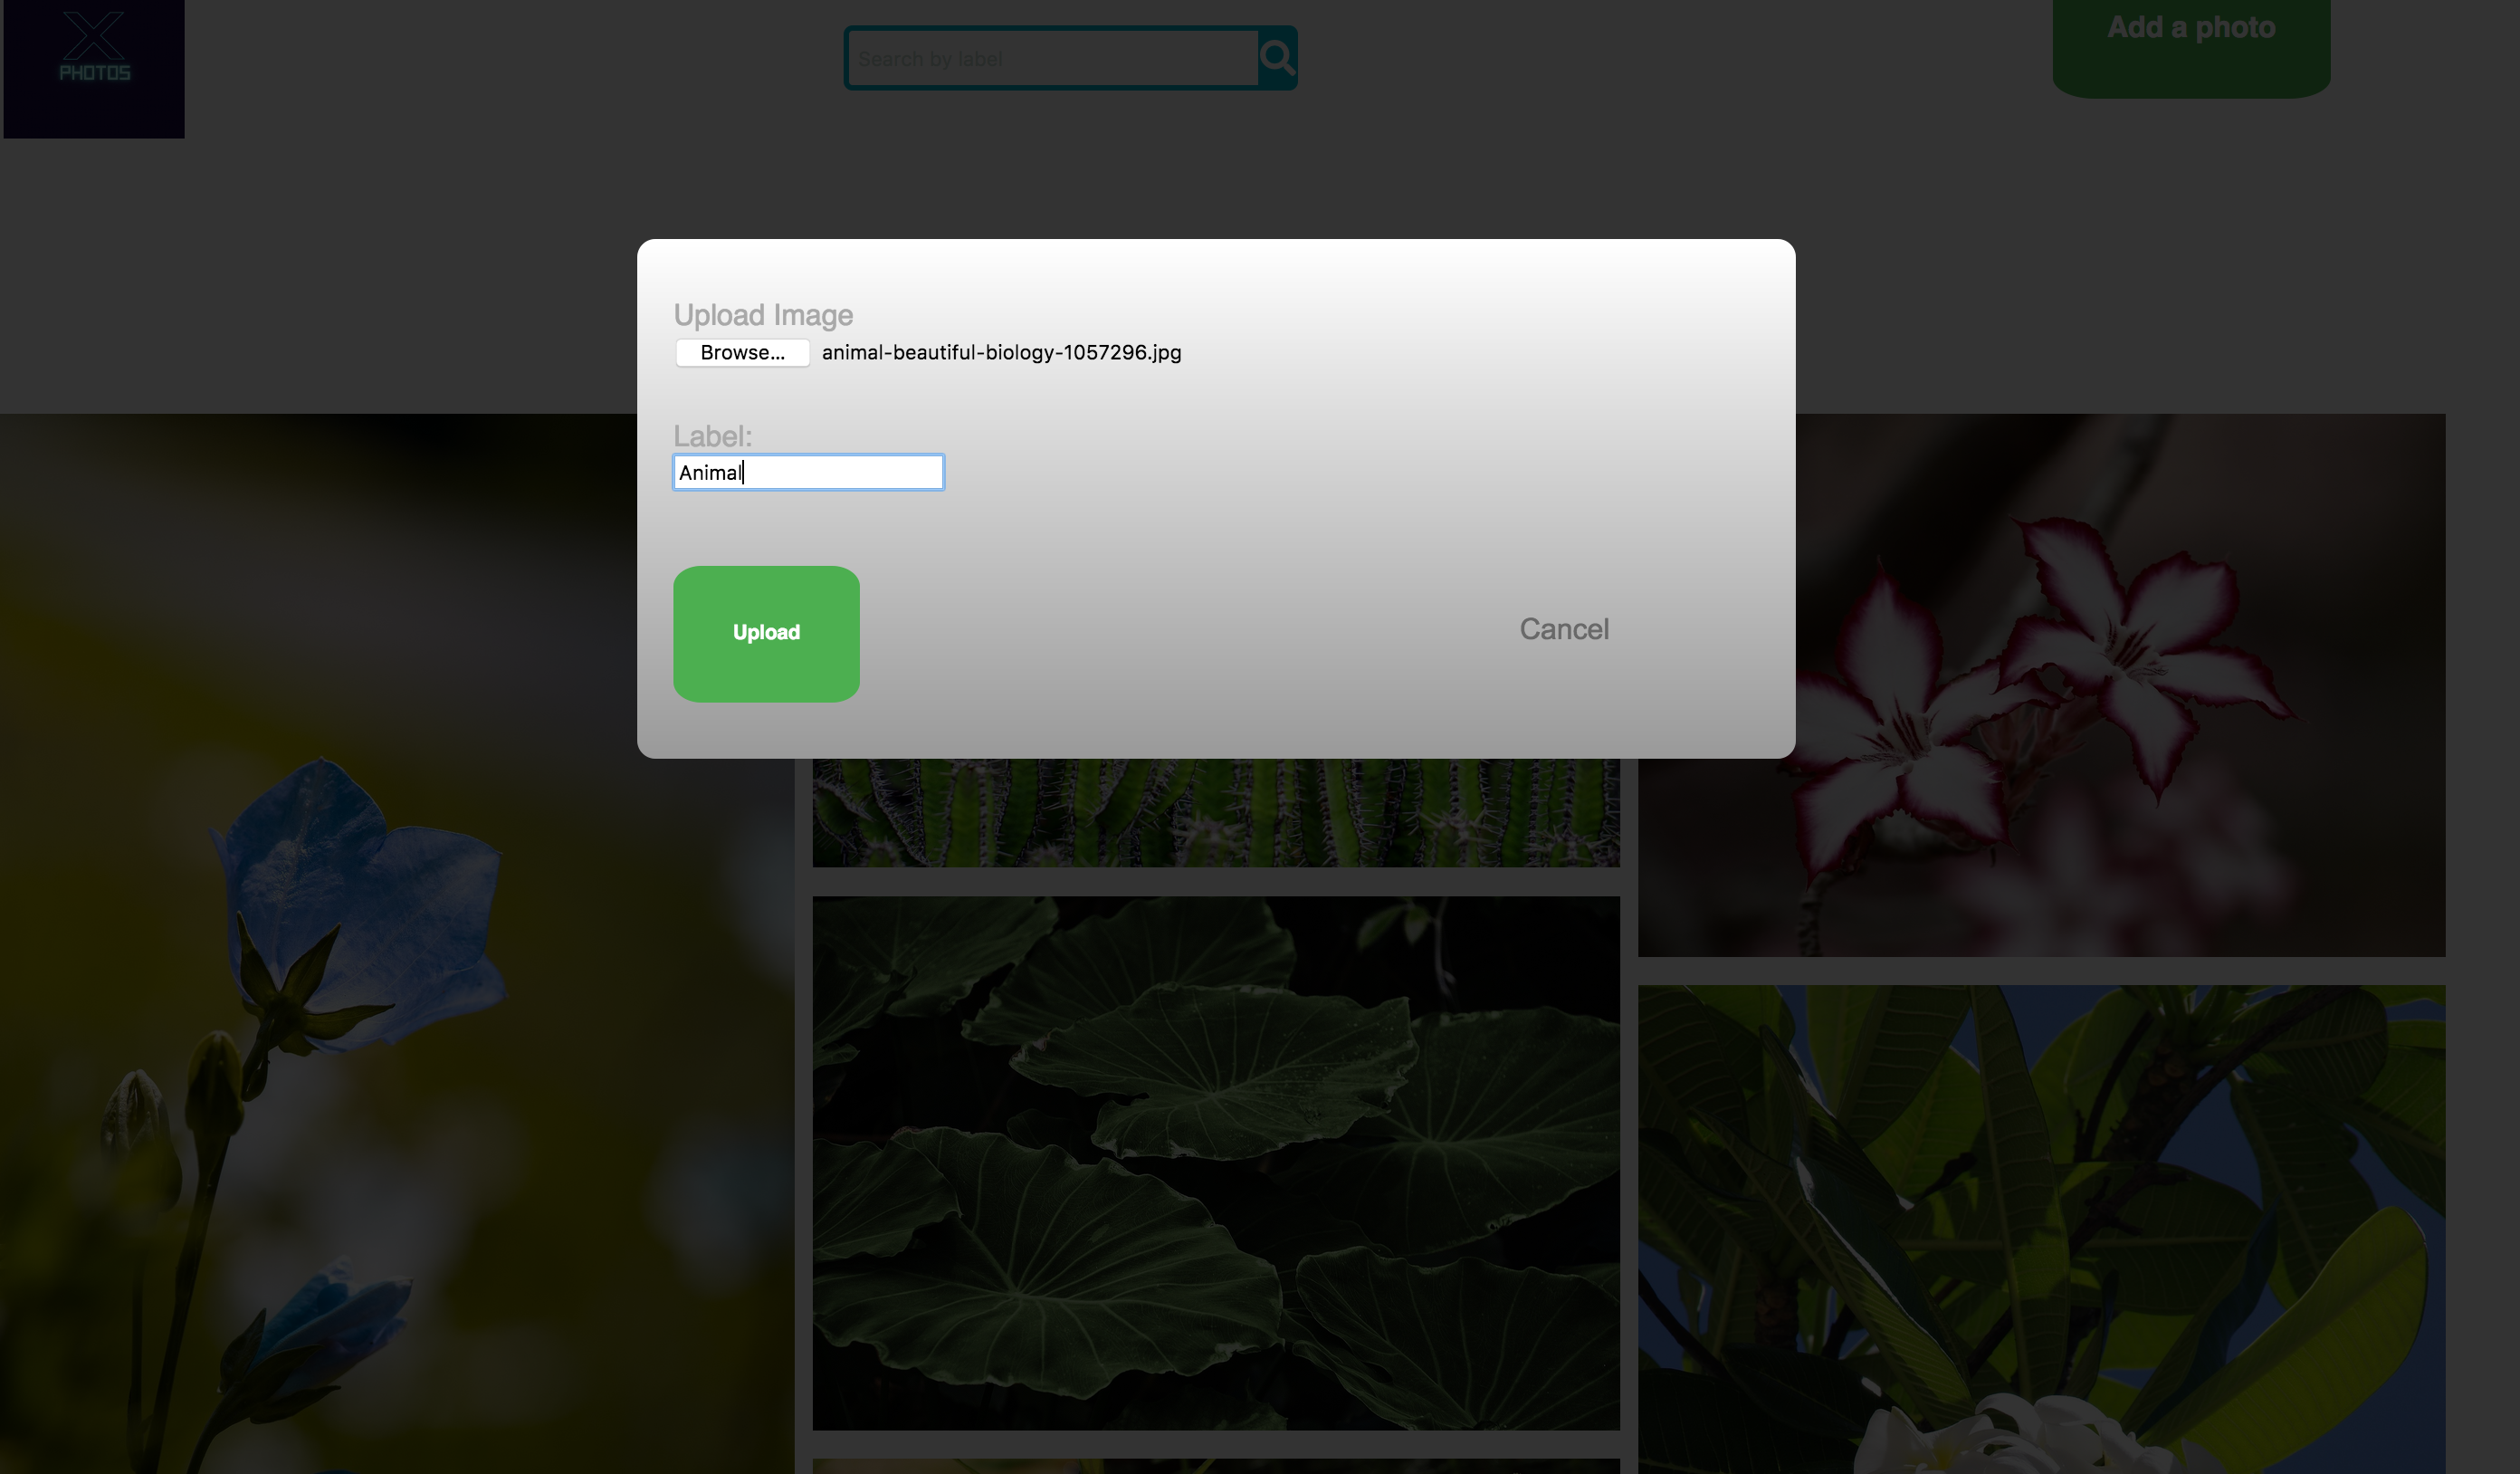 X
PHOTOS
Search by label
Add a photo
Upload Image
Browse... animal-beautiful-biology-1057296.jpg
Label:
Animal
Upload
Cancel